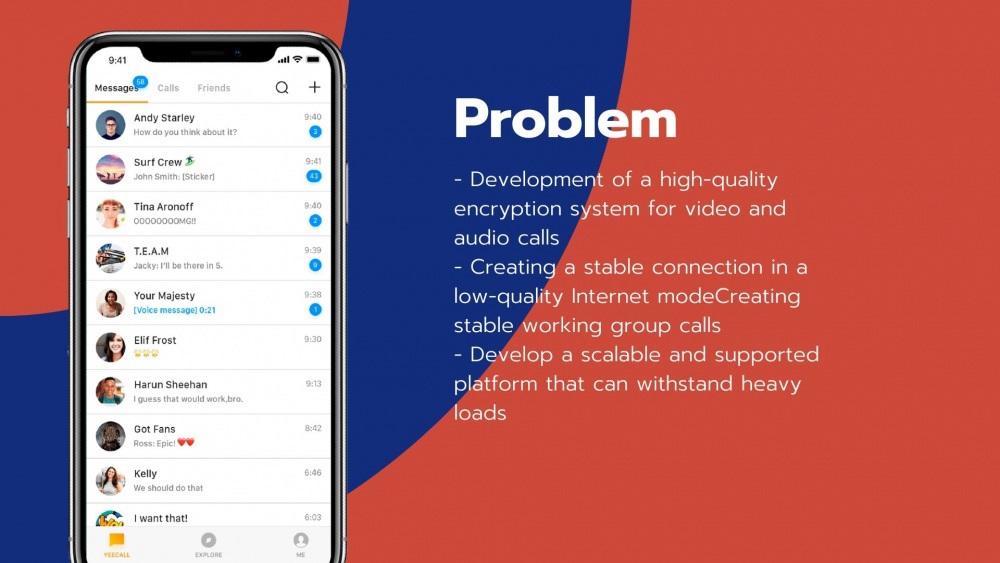 9:41
Messages
58
Calls
Friends
Andy Starley
9:40
How do you think about it?
3
Surf Crew
9:41
John Smith: [Sticker]
43
Tina Aronoff
9:40
OOOOOOOOMG!!
2
T.E.A.M
9:39
Jacky: I'll be there in 5.
9
Your Majesty
9:38
[Voice message] 0:21
1
Elif Frost
9:30
Harun Sheehan
9:13
I guess that would work,bro.
Got Fans
8:42
Ross: Epic! ❤️❤️
Kelly
6:46
We should do that
I want that!
6:03
YEECALL
EXPLORE
ME
Problem
- Development of a high-quality
encryption system for video and
audio calls
- Creating a stable connection in a
low-quality Internet modeCreating
stable working group calls
- Develop a scalable and supported
platform that can withstand heavy
loads